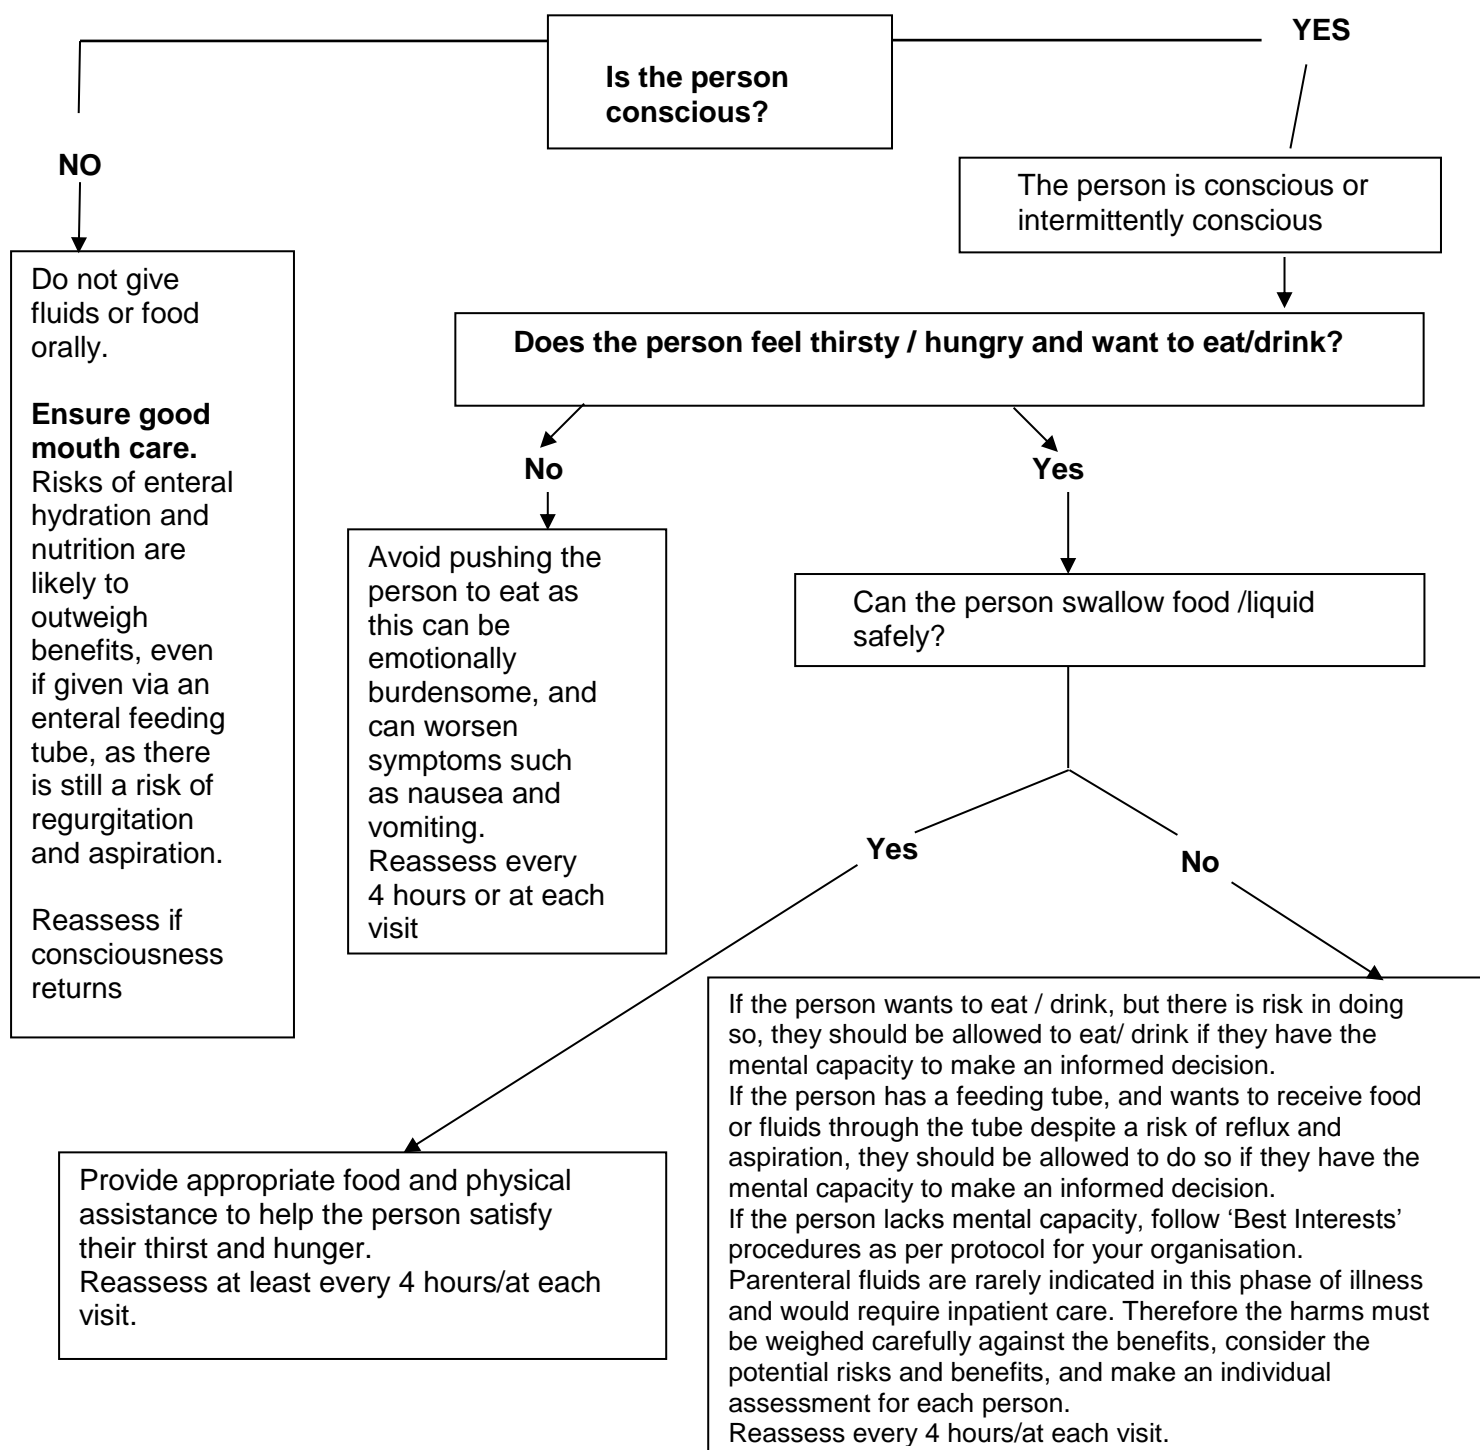 Is the person
conscious?
YES
NO
The person is conscious or
intermittently conscious
Do not give
fluids or food
orally.
Ensure good
mouth care.
Risks of enteral
hydration and
nutrition are
likely to
outweigh
benefits, even
if given via an
enteral feeding
tube, as there
is still a risk of
regurgitation
and aspiration.
Reassess if
consciousness
returns
Does the person feel thirsty / hungry and want to eat/drink?
No
Yes
Avoid pushing the
person to eat as
this can be
emotionally
burdensome, and
can worsen
symptoms such
as nausea and
vomiting.
Reassess every
4 hours or at each
visit
Can the person swallow food /liquid
safely?
Yes
No
Provide appropriate food and physical
assistance to help the person satisfy
their thirst and hunger.
Reassess at least every 4 hours/at each
visit.
If the person wants to eat / drink, but there is risk in doing
so, they should be allowed to eat/ drink if they have the
mental capacity to make an informed decision.
If the person has a feeding tube, and wants to receive food
or fluids through the tube despite a risk of reflux and
aspiration, they should be allowed to do so if they have the
mental capacity to make an informed decision.
If the person lacks mental capacity, follow ‘Best Interests’
procedures as per protocol for your organisation.
Parenteral fluids are rarely indicated in this phase of illness
and would require inpatient care. Therefore the harms must
be weighed carefully against the benefits, consider the
potential risks and benefits, and make an individual
assessment for each person.
Reassess every 4 hours/at each visit.